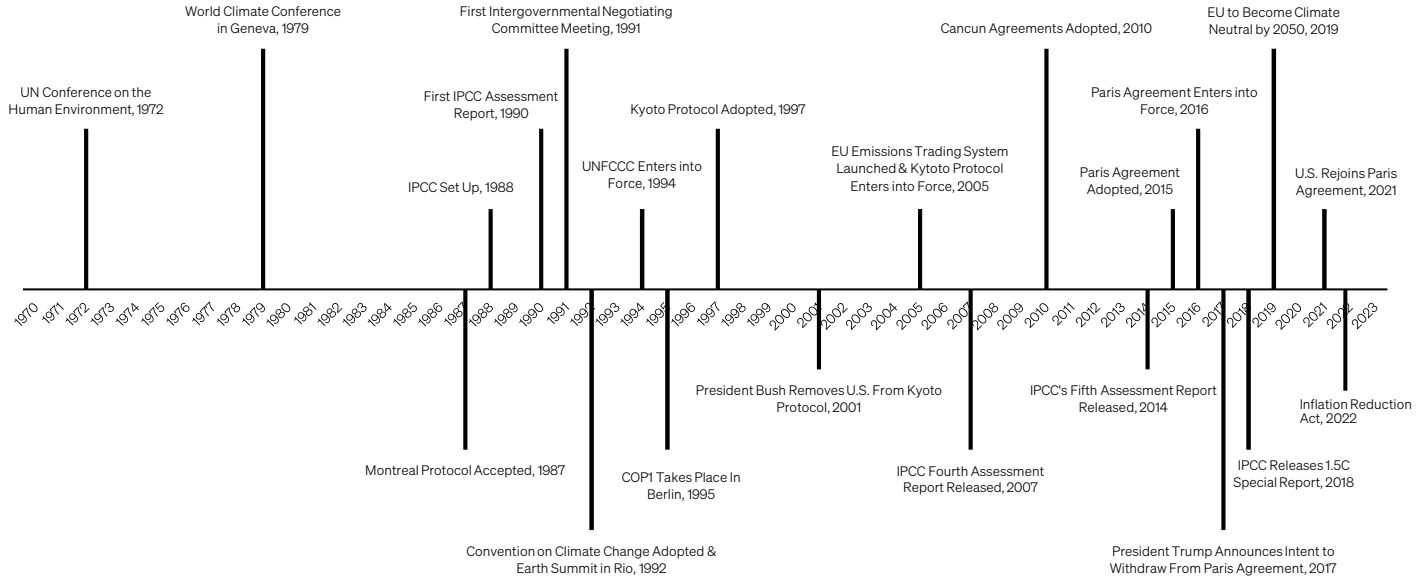 World Climate Conference
in Geneva, 1979
First Intergovernmental Negotiating
Committee Meeting, 1991
Cancun Agreements Adopted, 2010
EU to Become Climate
Neutral by 2050, 2019
UN Conference on the
Human Environment, 1972
First IPCC Assessment
Report, 1990
Kyoto Protocol Adopted, 1997
Paris Agreement Enters into
Force, 2016
IPCC Set Up, 1988
UNFCCC Enters into
Force, 1994
EU Emissions Trading System
Launched & Kytoto Protocol
Enters into Force, 2005
Paris Agreement
Adopted, 2015
U.S. Rejoins Paris
Agreement, 2021
1970
1971
1972
1973
1974
1975
1976
1977
1978
1979
1980
1981
1982
1983
1984
1985
1986
1987
1988
1989
1990
1991
1992
1993
1994
1995
1996
1997
1998
1999
2000
2001
2002
2003
2004
2005
2006
2007
2008
2009
2010
2011
2012
2013
2014
2015
2016
2017
2018
2019
2020
2021
2022
2023
President Bush Removes U.S. From Kyoto
Protocol, 2001
IPCC's Fifth Assessment Report
Released, 2014
Inflation Reduction
Act, 2022
Montreal Protocol Accepted, 1987
COP1 Takes Place In
Berlin, 1995
IPCC Fourth Assessment
Report Released, 2007
IPCC Releases 1.5C
Special Report, 2018
Convention on Climate Change Adopted &
Earth Summit in Rio, 1992
President Trump Announces Intent to
Withdraw From Paris Agreement, 2017